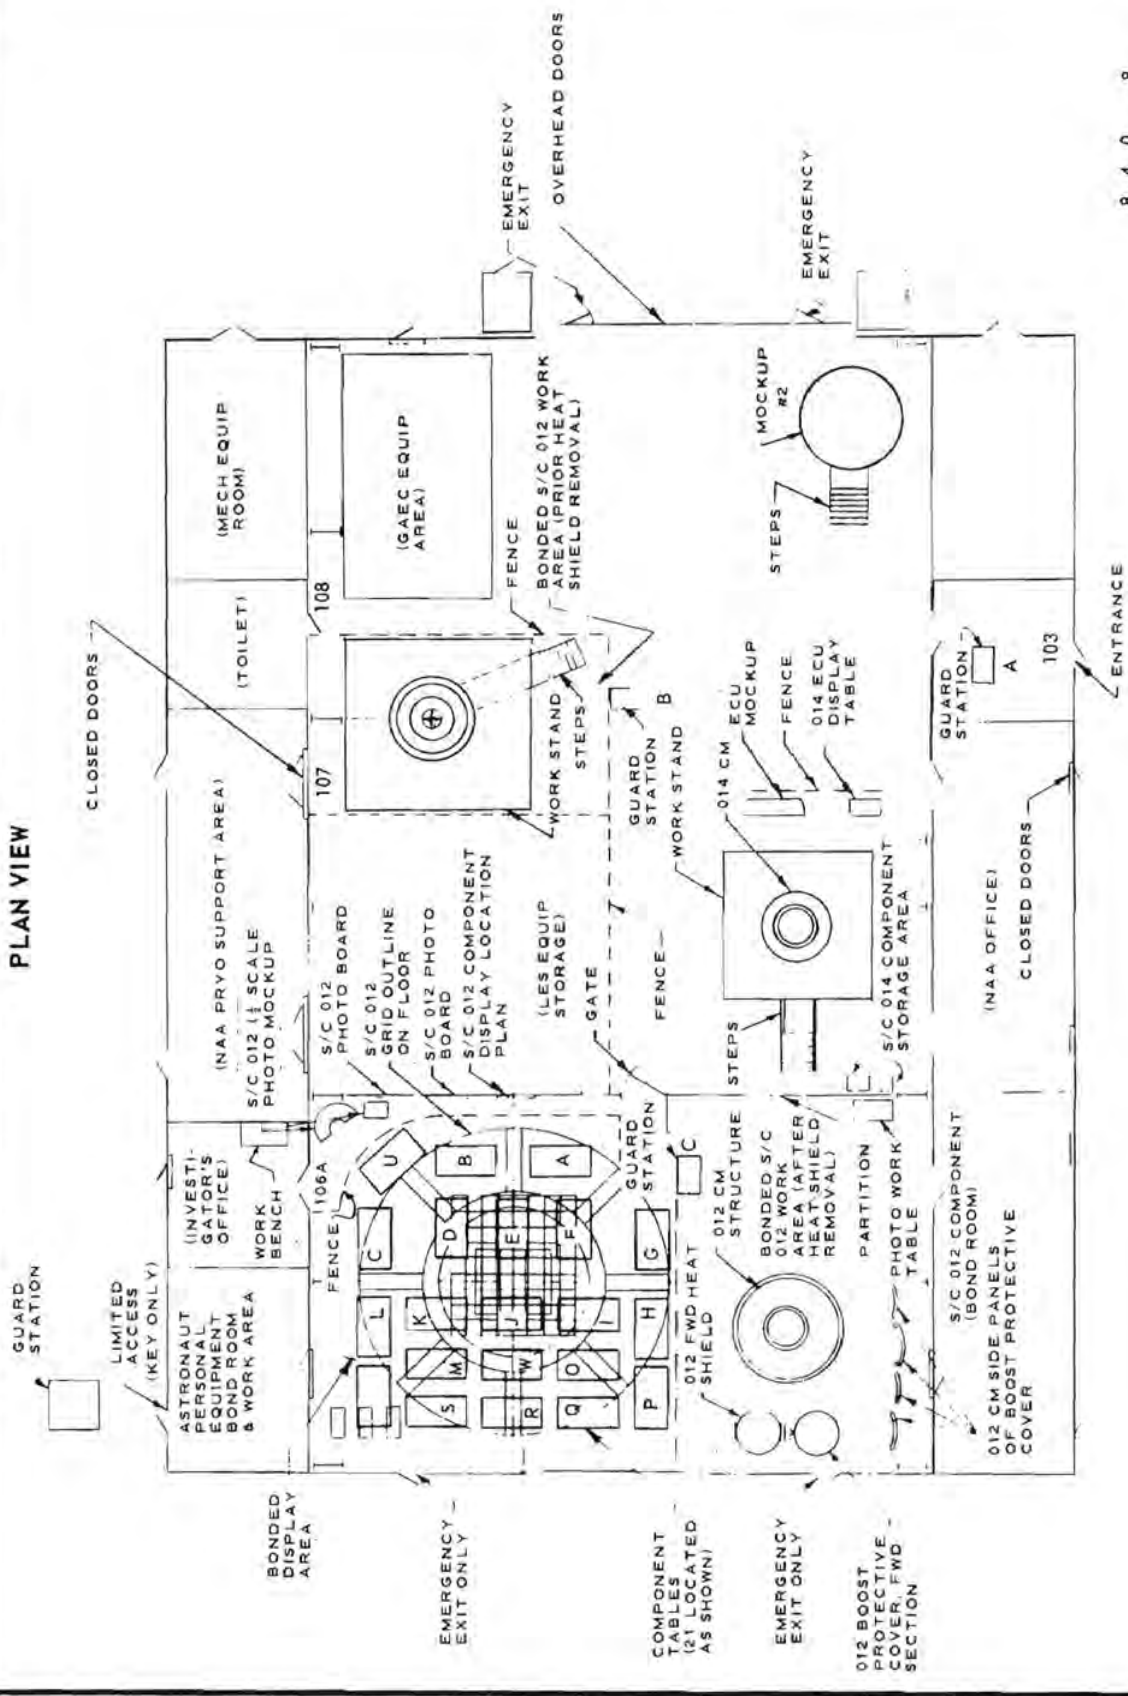 PLAN VIEW
GUARD
STATION
LIMITED
ACCESS
(KEY ONLY)
CLOSED DOORS
ASTRONAUT
PERSONAL
EQUIPMENT
BOND ROOM
& WORK AREA
(INVESTI-
GATOR'S
OFFICE)
WORK
BENCH
(NAA PRYO SUPPORT AREA)
S/C 012 (½ SCALE
PHOTO MOCKUP
(TOILET)
(MECH EQUIP
ROOM)
106A
107
108
FENCE
BONDED
DISPLAY
AREA
S/C 012
PHOTO BOARD
S/C 012
GRID OUTLINE
ON FLOOR
S/C 012 PHOTO
BOARD
S/C 012 COMPONENT
DISPLAY LOCATION
PLAN
(LES EQUIP
STORAGE)
GATE
(GAEC EQUIP
AREA)
FENCE
BONDED S/C 012 WORK
AREA (PRIOR HEAT
SHIELD REMOVAL)
WORK STAND
STEPS
EMERGENCY
EXIT
OVERHEAD DOORS
L
C
U
S
M
K
D
B
R
W
J
E
Q
O
I
F
A
P
H
G
EMERGENCY
EXIT ONLY
COMPONENT
TABLES
(21 LOCATED
AS SHOWN)
EMERGENCY
EXIT ONLY
012 BOOST
PROTECTIVE
COVER, FWD
SECTION
012 FWD HEAT
SHIELD
GUARD
STATION
C
012 CM
STRUCTURE
BONDED S/C
012 WORK
AREA (AFTER
HEAT SHIELD
REMOVAL)
PARTITION
PHOTO WORK
TABLE
FENCE
GUARD
STATION
B
WORK STAND
014 CM
ECU
MOCKUP
FENCE
014 ECU
DISPLAY
TABLE
STEPS
S/C 014 COMPONENT
STORAGE AREA
MOCKUP
#2
STEPS
EMERGENCY
EXIT
S/C 012 COMPONENT
(BOND ROOM)
012 CM SIDE PANELS
OF BOOST PROTECTIVE
COVER
(NAA OFFICE)
CLOSED DOORS
GUARD
STATION
A
103
ENTRANCE